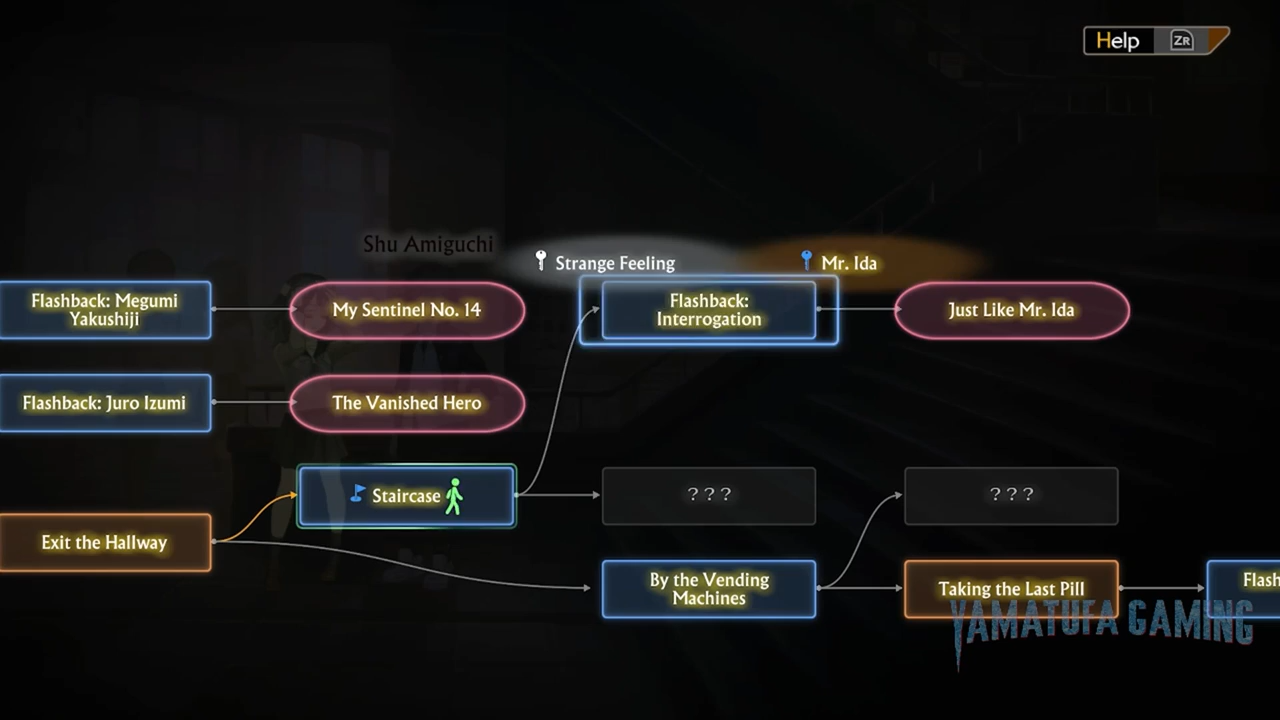 Help ZR
Shu Amiguchi
Strange Feeling
Mr. Ida
Flashback: Megumi
Yakushiji
My Sentinel No. 14
Flashback:
Interrogation
Just Like Mr. Ida
Flashback: Juro Izumi
The Vanished Hero
Staircase
? ? ?
? ? ?
Exit the Hallway
By the Vending
Machines
Taking the Last Pill
Flash
YAMATUFA GAMING